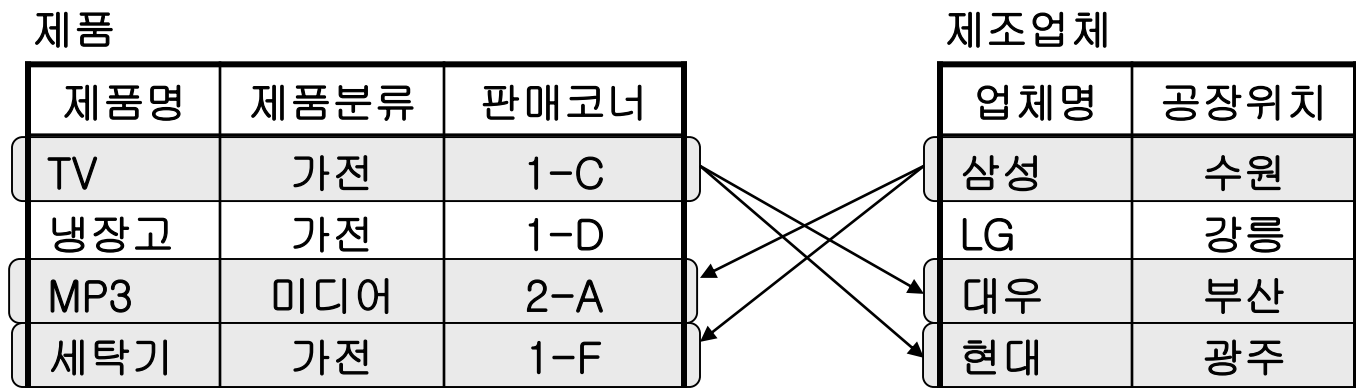 제품
제품명 제품분류 판매코너
TV 가전 1-C
냉장고 가전 1-D
MP3 미디어 2-A
세탁기 가전 1-F
제조업체
업체명 공장위치
삼성 수원
LG 강릉
대우 부산
현대 광주